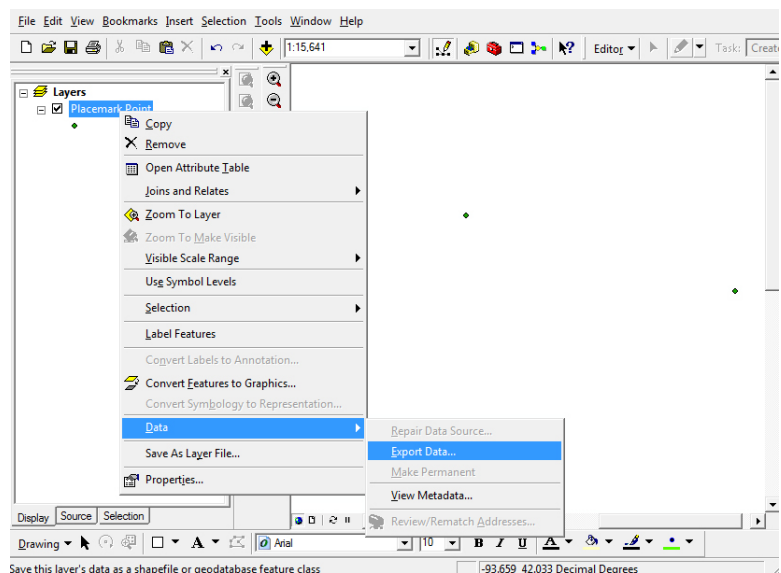 File Edit View Bookmarks Insert Selection Tools Window Help
1:15,641 Editor Task: Create
Layers
Placemark Point
Copy
Remove
Open Attribute Table
Joins and Relates
Zoom To Layer
Zoom To Make Visible
Visible Scale Range
Use Symbol Levels
Selection
Label Features
Convert Labels to Annotation...
Convert Features to Graphics...
Convert Symbology to Representation...
Data
Save As Layer File...
Properties...
Repair Data Source...
Export Data...
Make Permanent
View Metadata...
Review/Rematch Addresses...
Display Source Selection
Drawing A Arial 10 B I U A
Save this layer's data as a shapefile or geodatabase feature class -93.659 42.033 Decimal Degrees